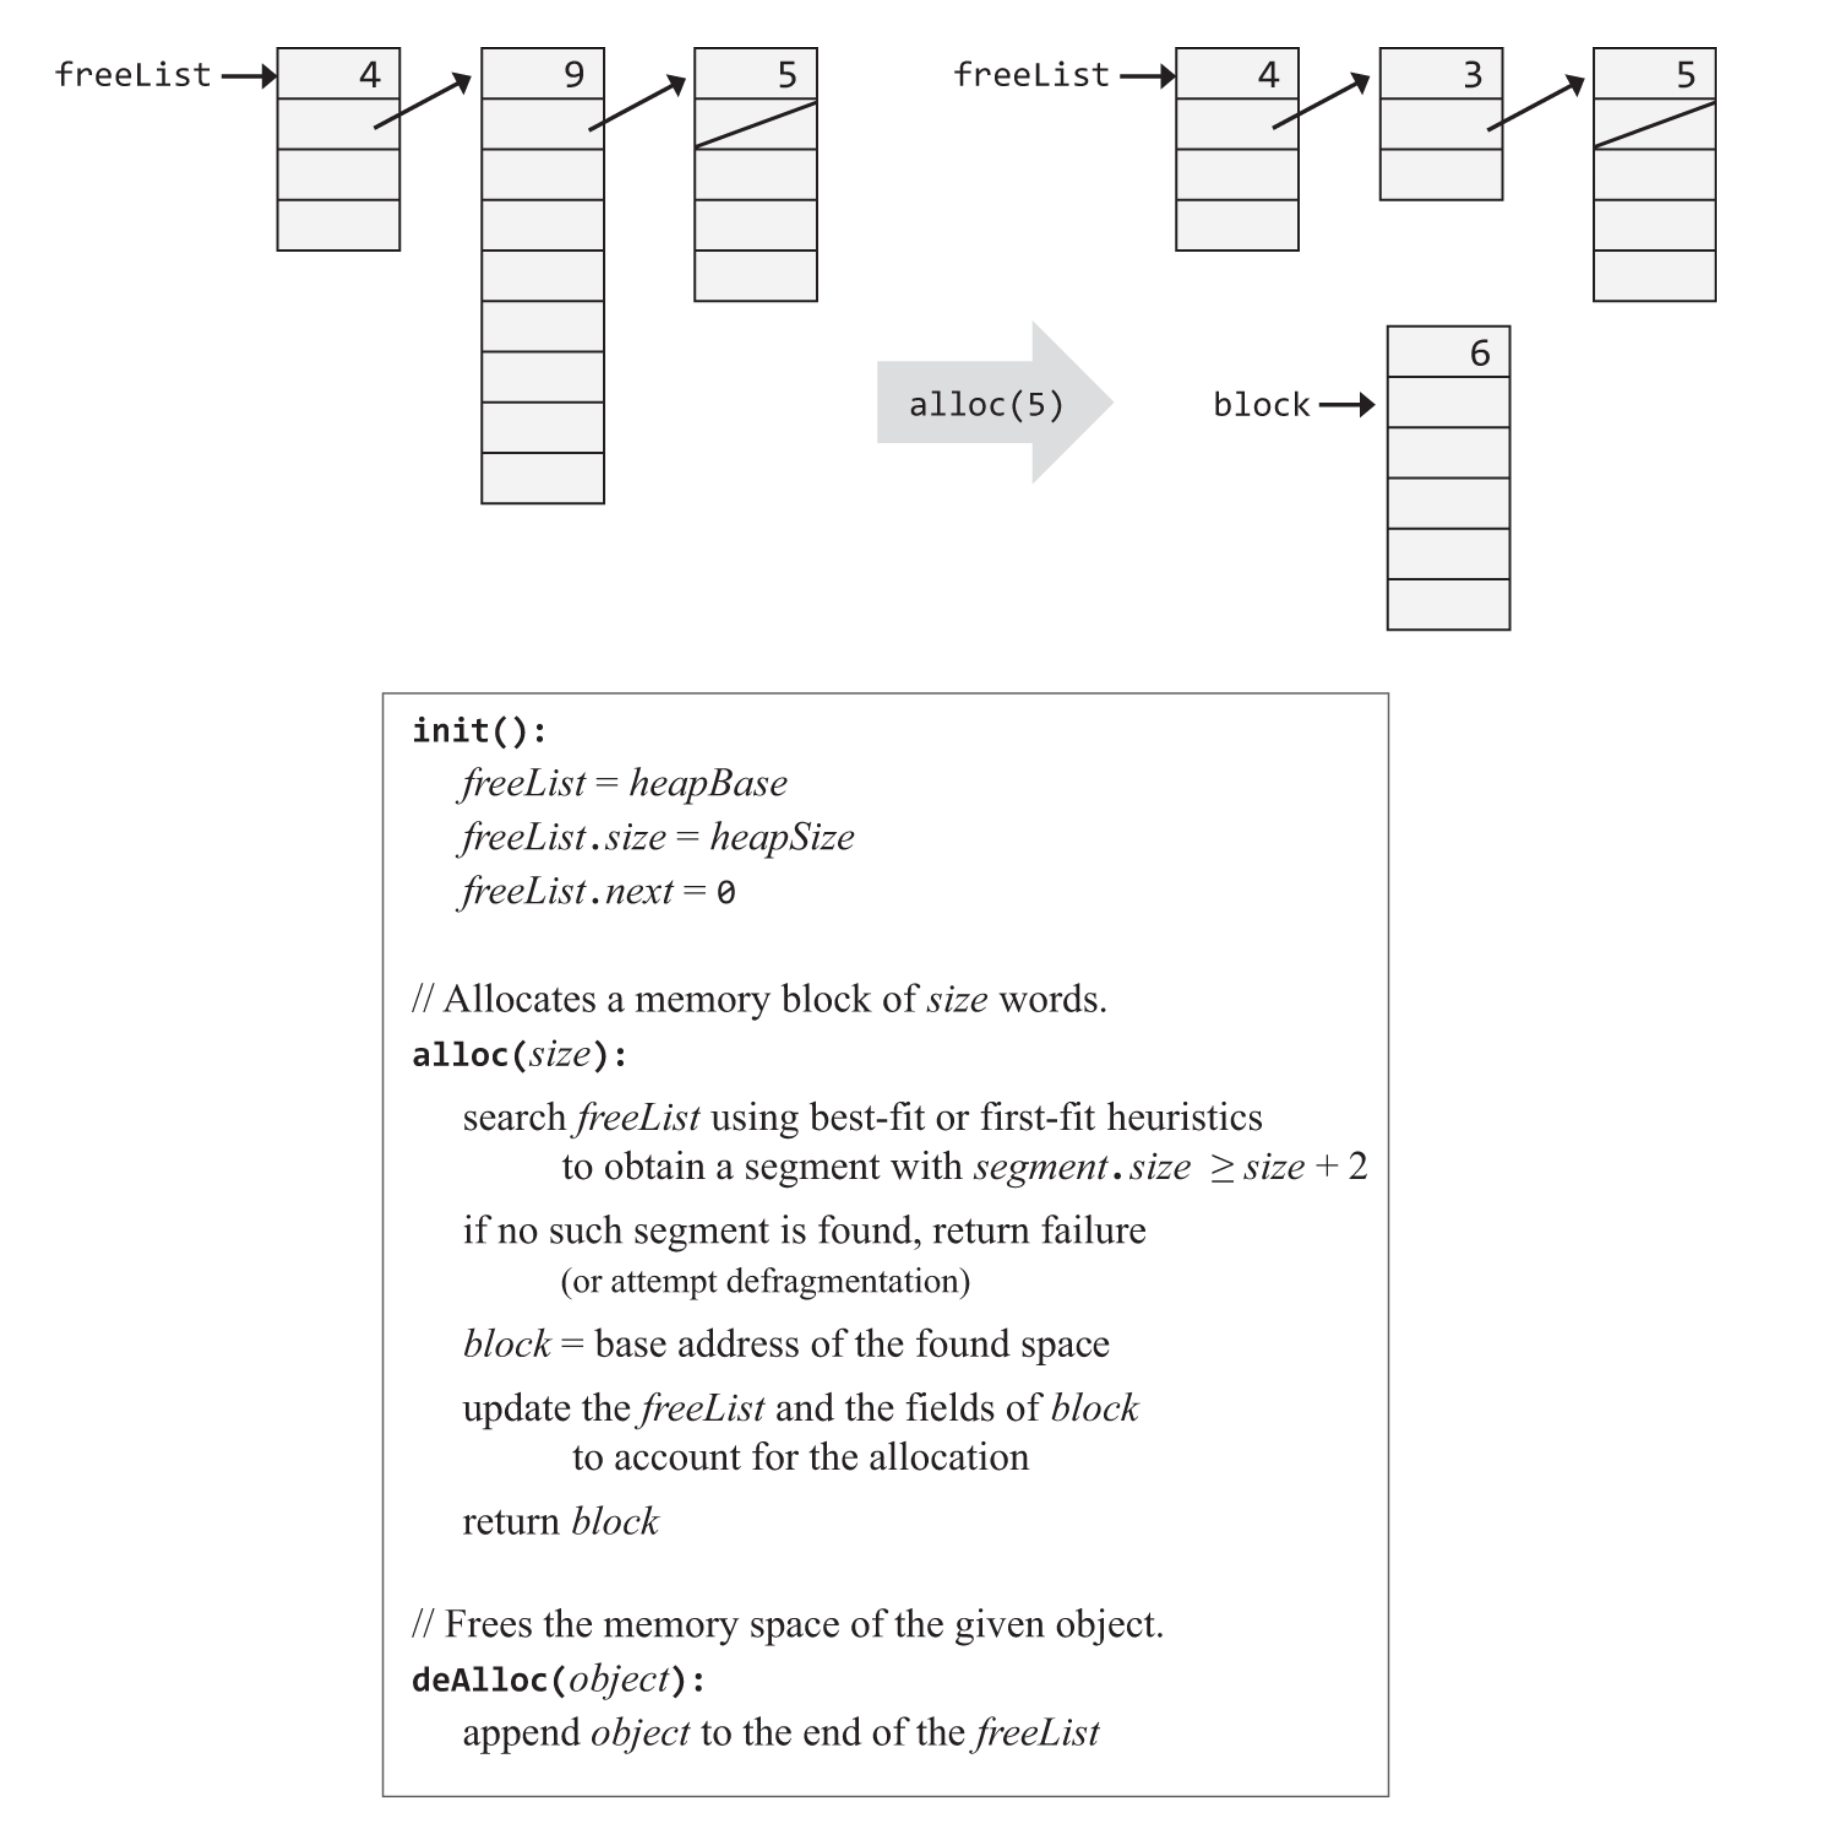 freeList 4 9 5
freeList 4 3 5
alloc(5)
block 6
init():
freeList = heapBase
freeList.size = heapSize
freeList.next = 0
// Allocates a memory block of size words.
alloc(size):
search freeList using best-fit or first-fit heuristics
to obtain a segment with segment.size ≥ size + 2
if no such segment is found, return failure
(or attempt defragmentation)
block = base address of the found space
update the freeList and the fields of block
to account for the allocation
return block
// Frees the memory space of the given object.
deAlloc(object):
append object to the end of the freeList